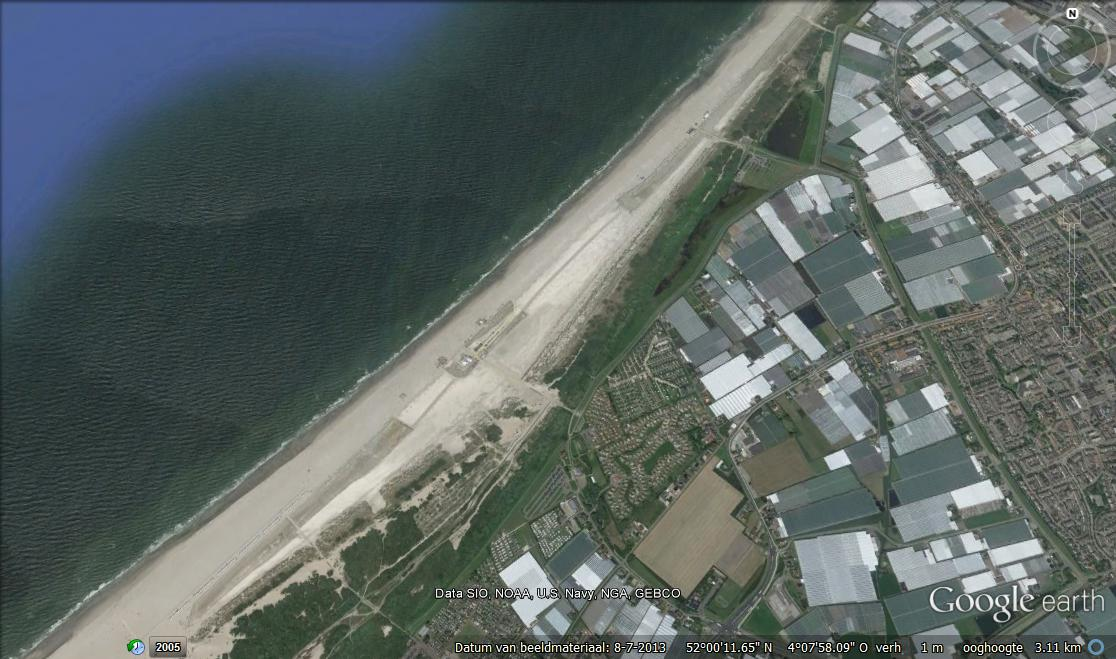 N
Data SIO, NOAA, U.S. Navy, NGA, GEBCO
Google earth
2005
Datum van beeldmateriaal: 8-7-2013 52°00'11.65" N 4°07'58.09" O verh 1 m ooghoogte 3.11 km